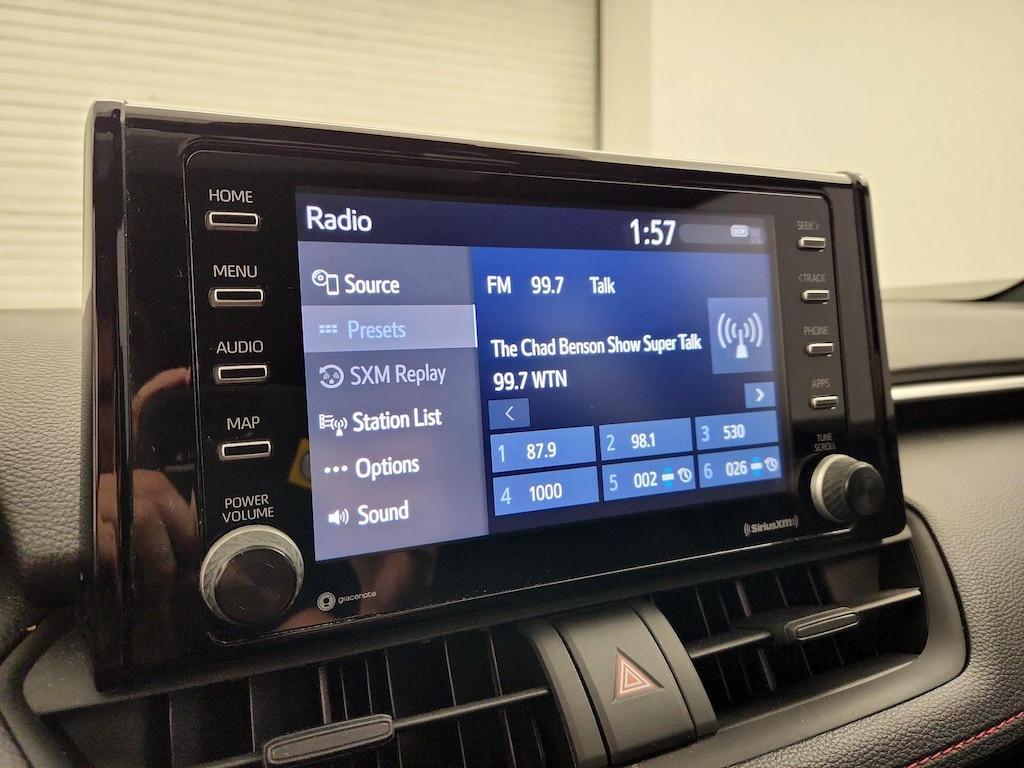 HOME
MENU
AUDIO
MAP
POWER
VOLUME
gracenote
Radio
1:57
DCM
Source
Presets
SXM Replay
Station List
Options
Sound
FM 99.7 Talk
The Chad Benson Show Super Talk
99.7 WTN
<
>
1 87.9
2 98.1
3 530
4 1000
5 002
6 026
SEEK >
< TRACK
PHONE
APPS
TUNE
SCROLL
((SiriusXM))